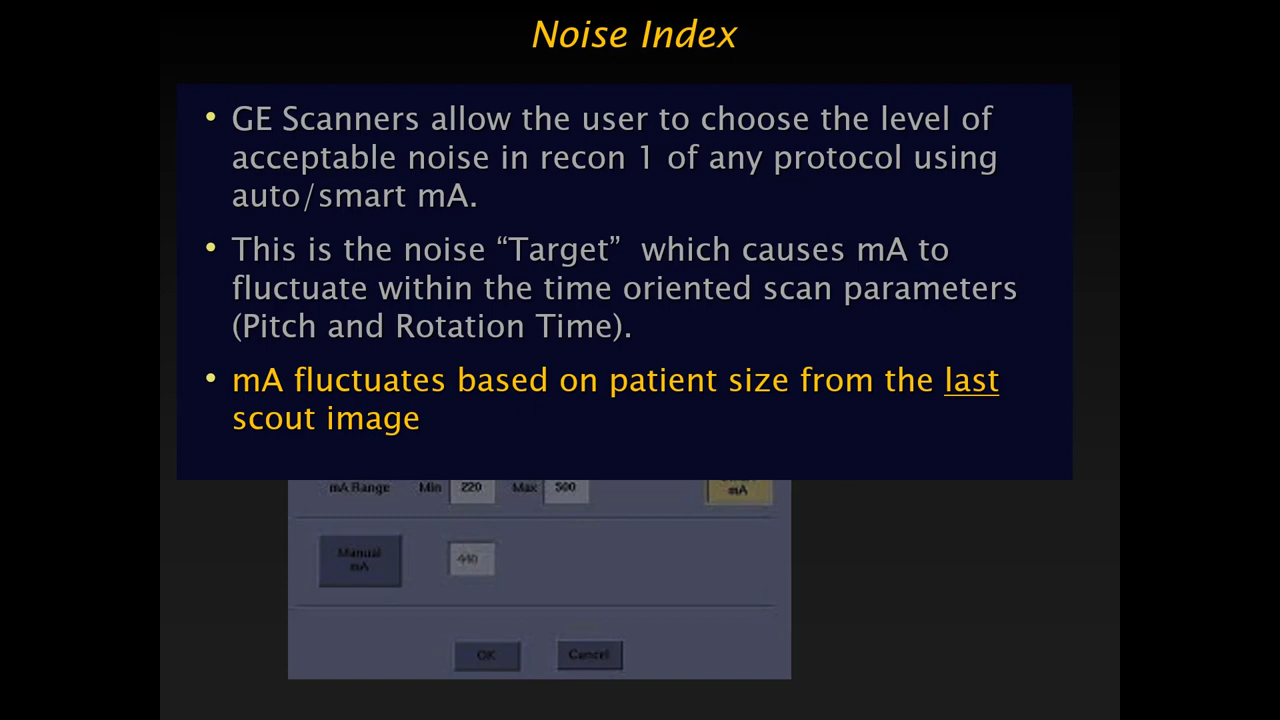 Noise Index
• GE Scanners allow the user to choose the level of
acceptable noise in recon 1 of any protocol using
auto/smart mA.
• This is the noise “Target” which causes mA to
fluctuate within the time oriented scan parameters
(Pitch and Rotation Time).
• mA fluctuates based on patient size from the last
scout image
mA Range Min 220 Max 500 mA
Manual
mA
440
OK Cancel